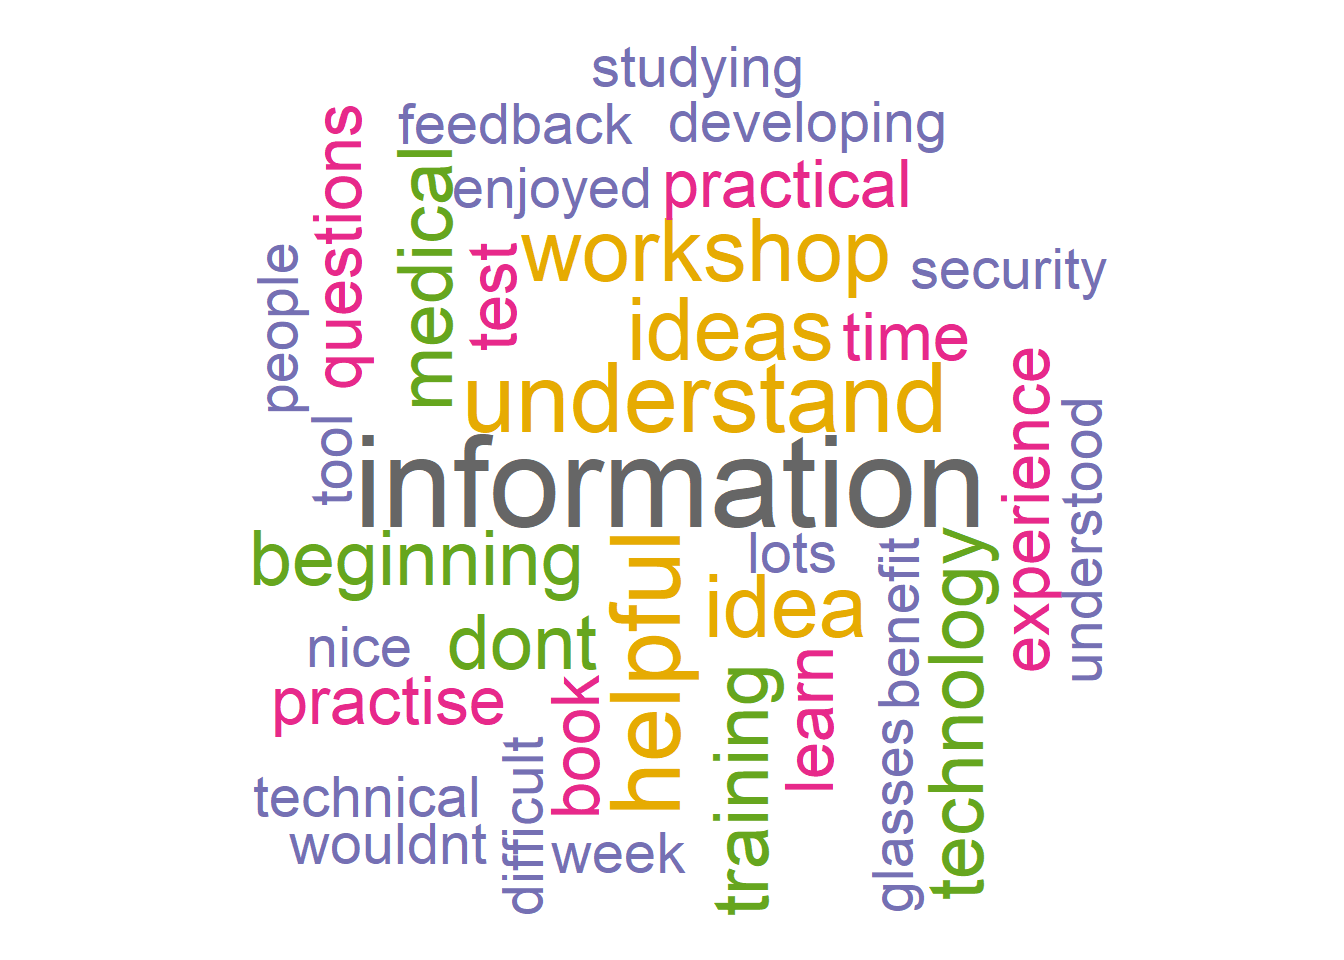 studying
feedback
developing
enjoyed
practical
questions
medical
test
workshop
people
security
ideas
time
understand
tool
information
experience
understood
beginning
helpful
lots
idea
benefit
technology
nice
dont
practise
book
training
learn
glasses
technical
wouldnt
difficult
week